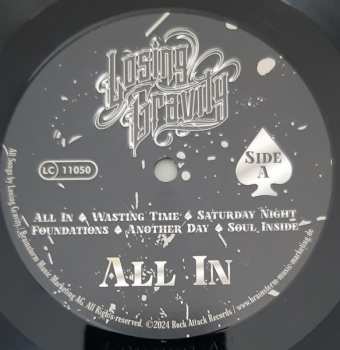 Losing
Gravity
LC 11050
SIDE
A
ALL IN ♠ WASTING TIME ♠ SATURDAY NIGHT
FOUNDATIONS ♠ ANOTHER DAY ♠ SOUL INSIDE
ALL IN
All Songs by Losing Gravity. Brainstorm Music Marketing AG. All Rights reserved. ©2024 Rock Attack Records | www.brainstorm-music-marketing.de